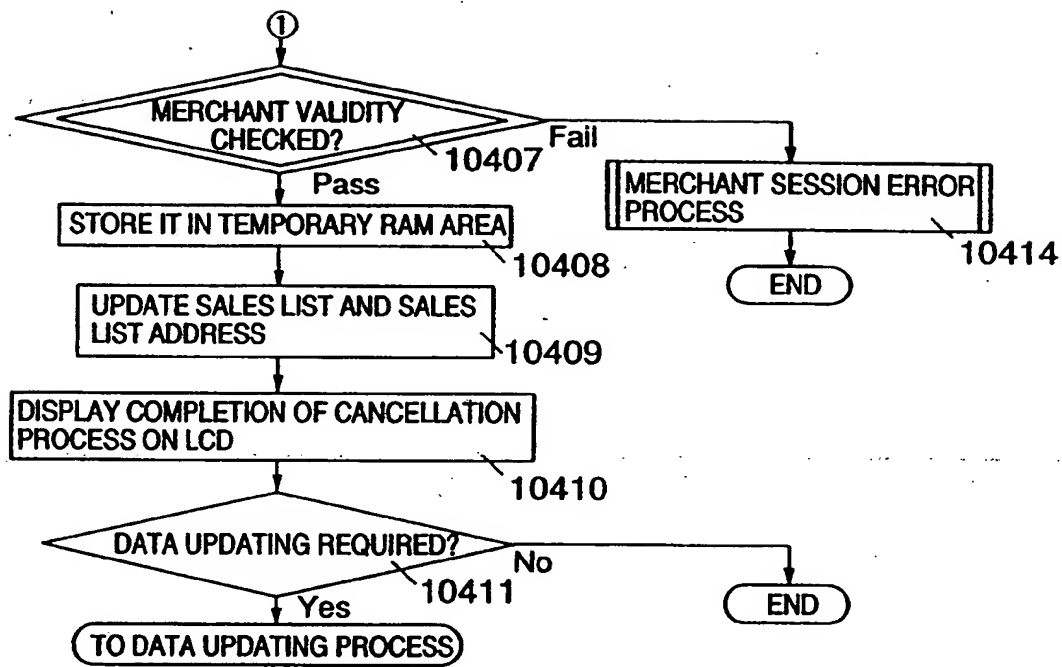 1
MERCHANT VALIDITY
CHECKED?
10407
Fail
Pass
MERCHANT SESSION ERROR
PROCESS
10414
END
STORE IT IN TEMPORARY RAM AREA
10408
UPDATE SALES LIST AND SALES
LIST ADDRESS
10409
DISPLAY COMPLETION OF CANCELLATION
PROCESS ON LCD
10410
DATA UPDATING REQUIRED?
10411
No
END
Yes
TO DATA UPDATING PROCESS